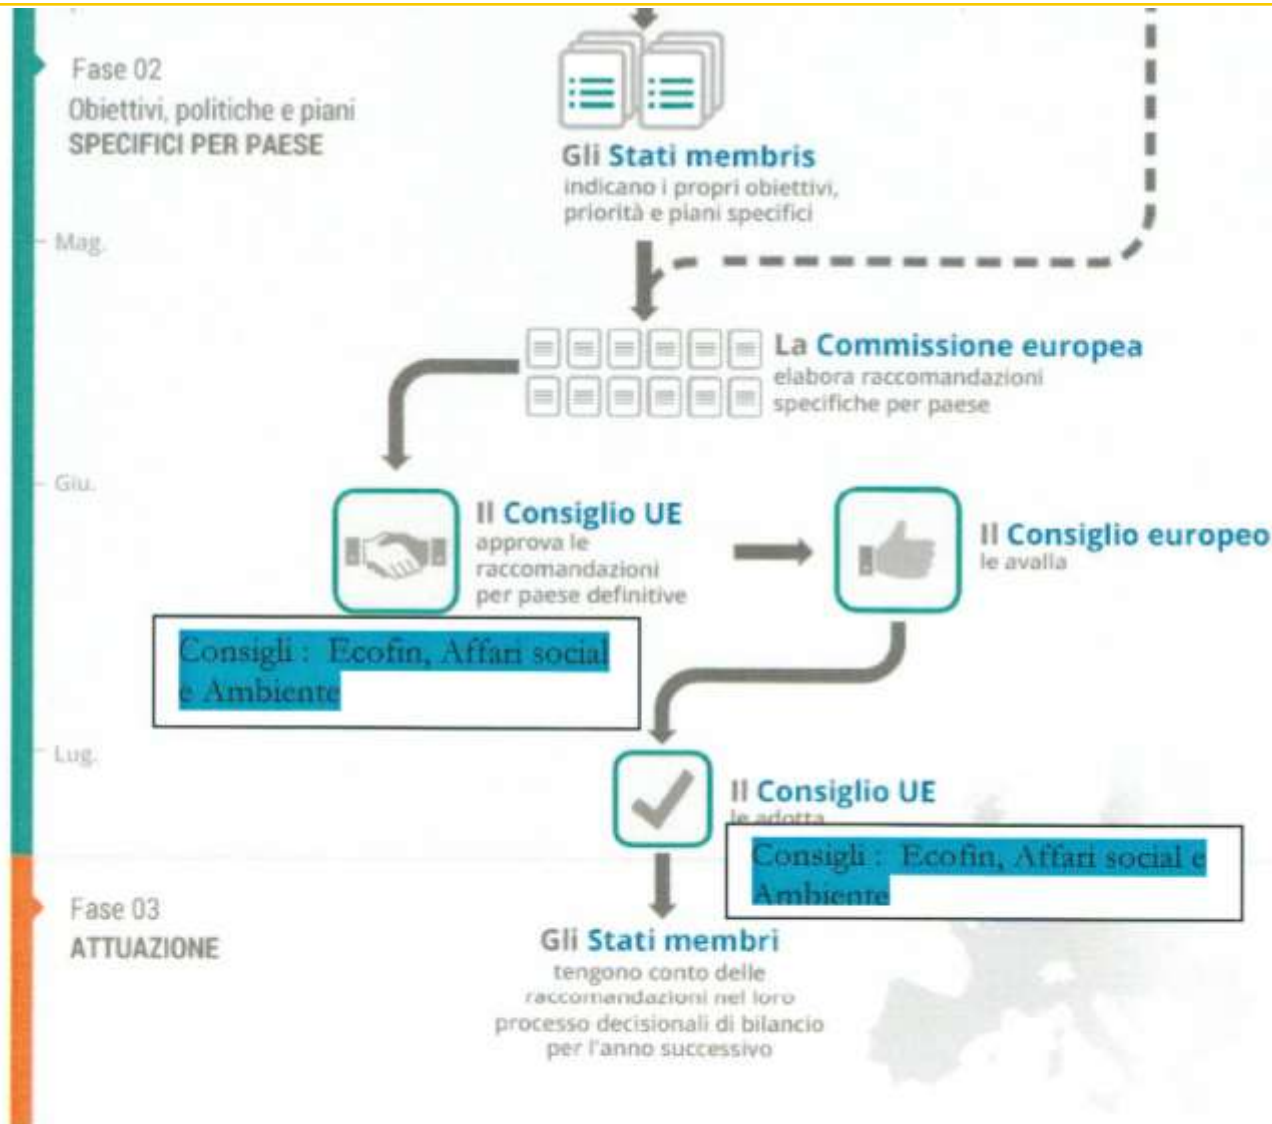 Fase 02
Obiettivi, politiche e piani
SPECIFICI PER PAESE
Gli Stati membris
indicano i propri obiettivi,
priorità e piani specifici
Mag.
La Commissione europea
elabora raccomandazioni
specifiche per paese
Giu.
Il Consiglio UE
approva le
raccomandazioni
per paese definitive
Il Consiglio europeo
le avalla
Consigli : Ecofin, Affari social
e Ambiente
Lug.
Il Consiglio UE
le adotta
Consigli : Ecofin, Affari social e
Ambiente
Fase 03
ATTUAZIONE
Gli Stati membri
tengono conto delle
raccomandazioni nel loro
processo decisionali di bilancio
per l'anno successivo